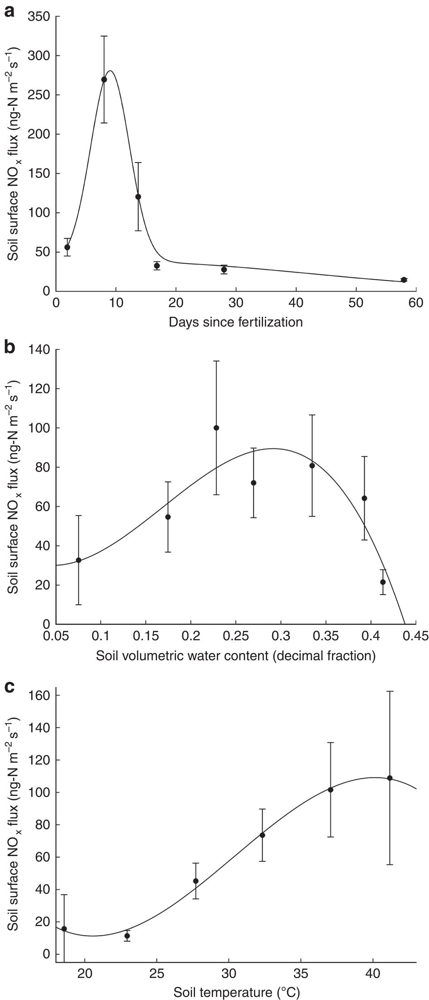 a
350
300
250
200
150
100
50
0
Soil surface NOx flux (ng-N m−2 s−1)
0 10 20 30 40 50 60
Days since fertilization
b
140
120
100
80
60
40
20
0
Soil surface NOx flux (ng-N m−2 s−1)
0.05 0.1 0.15 0.2 0.25 0.3 0.35 0.4 0.45
Soil volumetric water content (decimal fraction)
c
160
140
120
100
80
60
40
20
0
Soil surface NOx flux (ng-N m−2 s−1)
20 25 30 35 40
Soil temperature (°C)